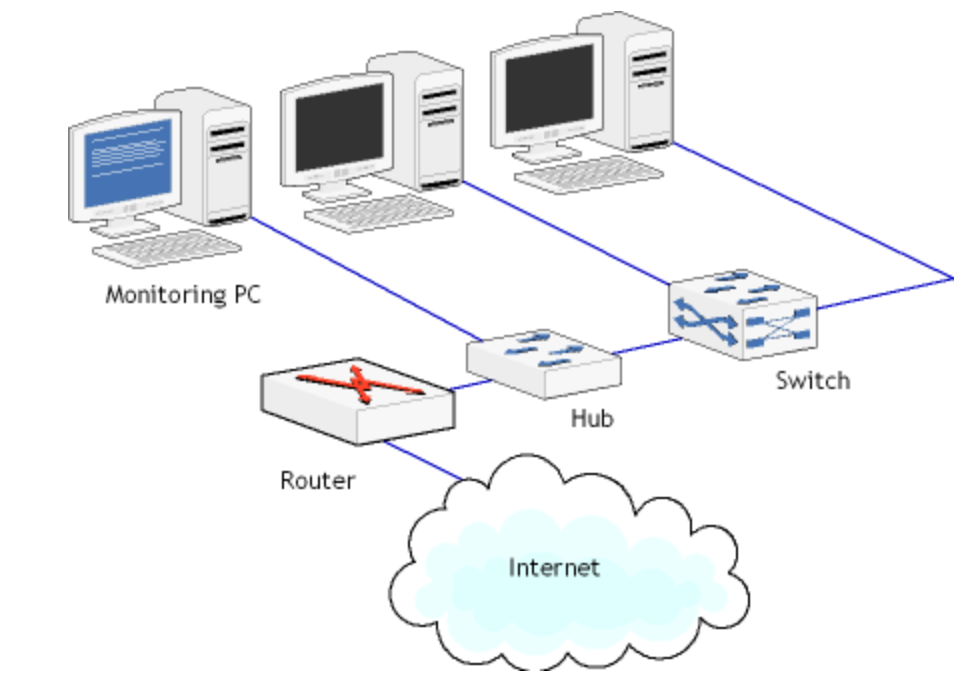 Monitoring PC
Switch
Hub
Router
Internet